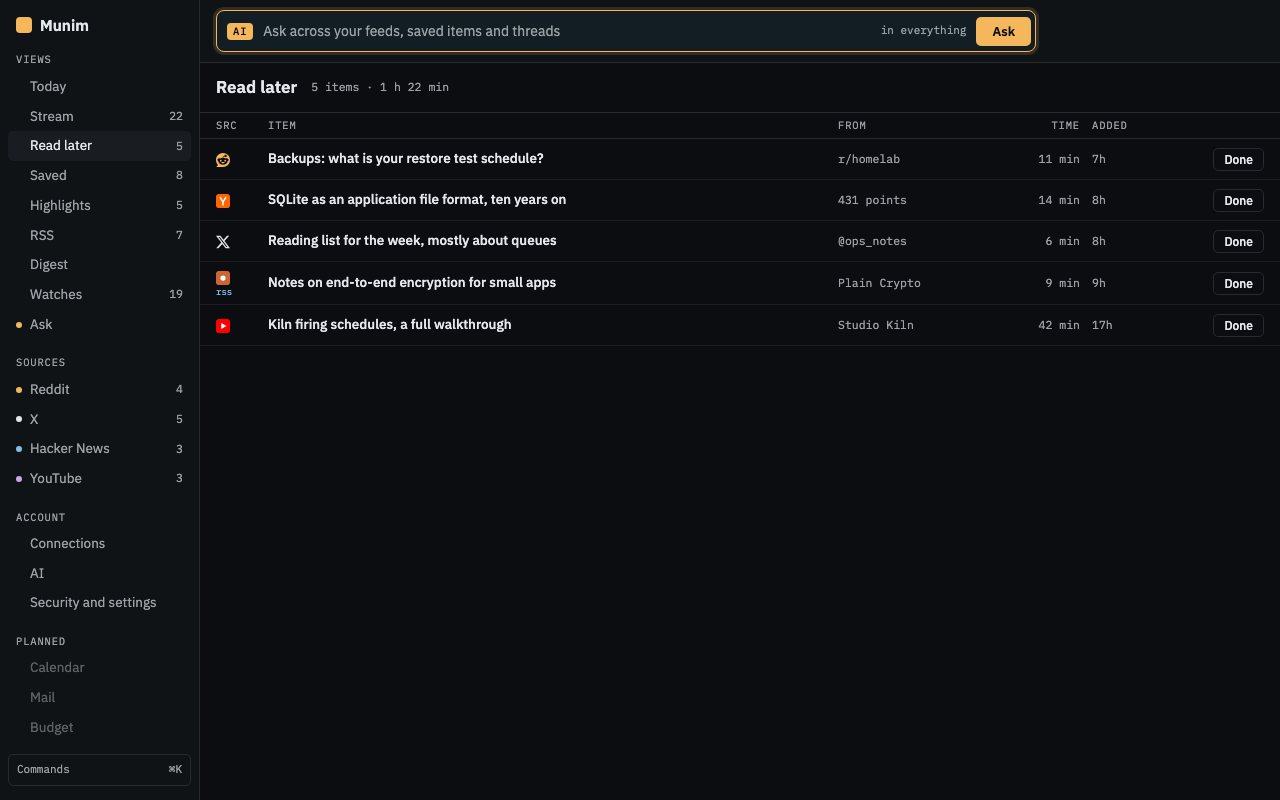 Munim
VIEWS
Today
Stream 22
Read later 5
Saved 8
Highlights 5
RSS 7
Digest
Watches 19
Ask
SOURCES
Reddit 4
X 5
Hacker News 3
YouTube 3
ACCOUNT
Connections
AI
Security and settings
PLANNED
Calendar
Mail
Budget
Commands ⌘K
AI Ask across your feeds, saved items and threads in everything Ask
Read later 5 items · 1 h 22 min
SRC ITEM FROM TIME ADDED
Backups: what is your restore test schedule? r/homelab 11 min 7h Done
Y SQLite as an application file format, ten years on 431 points 14 min 8h Done
X Reading list for the week, mostly about queues @ops_notes 6 min 8h Done
rss Notes on end-to-end encryption for small apps Plain Crypto 9 min 9h Done
Kiln firing schedules, a full walkthrough Studio Kiln 42 min 17h Done